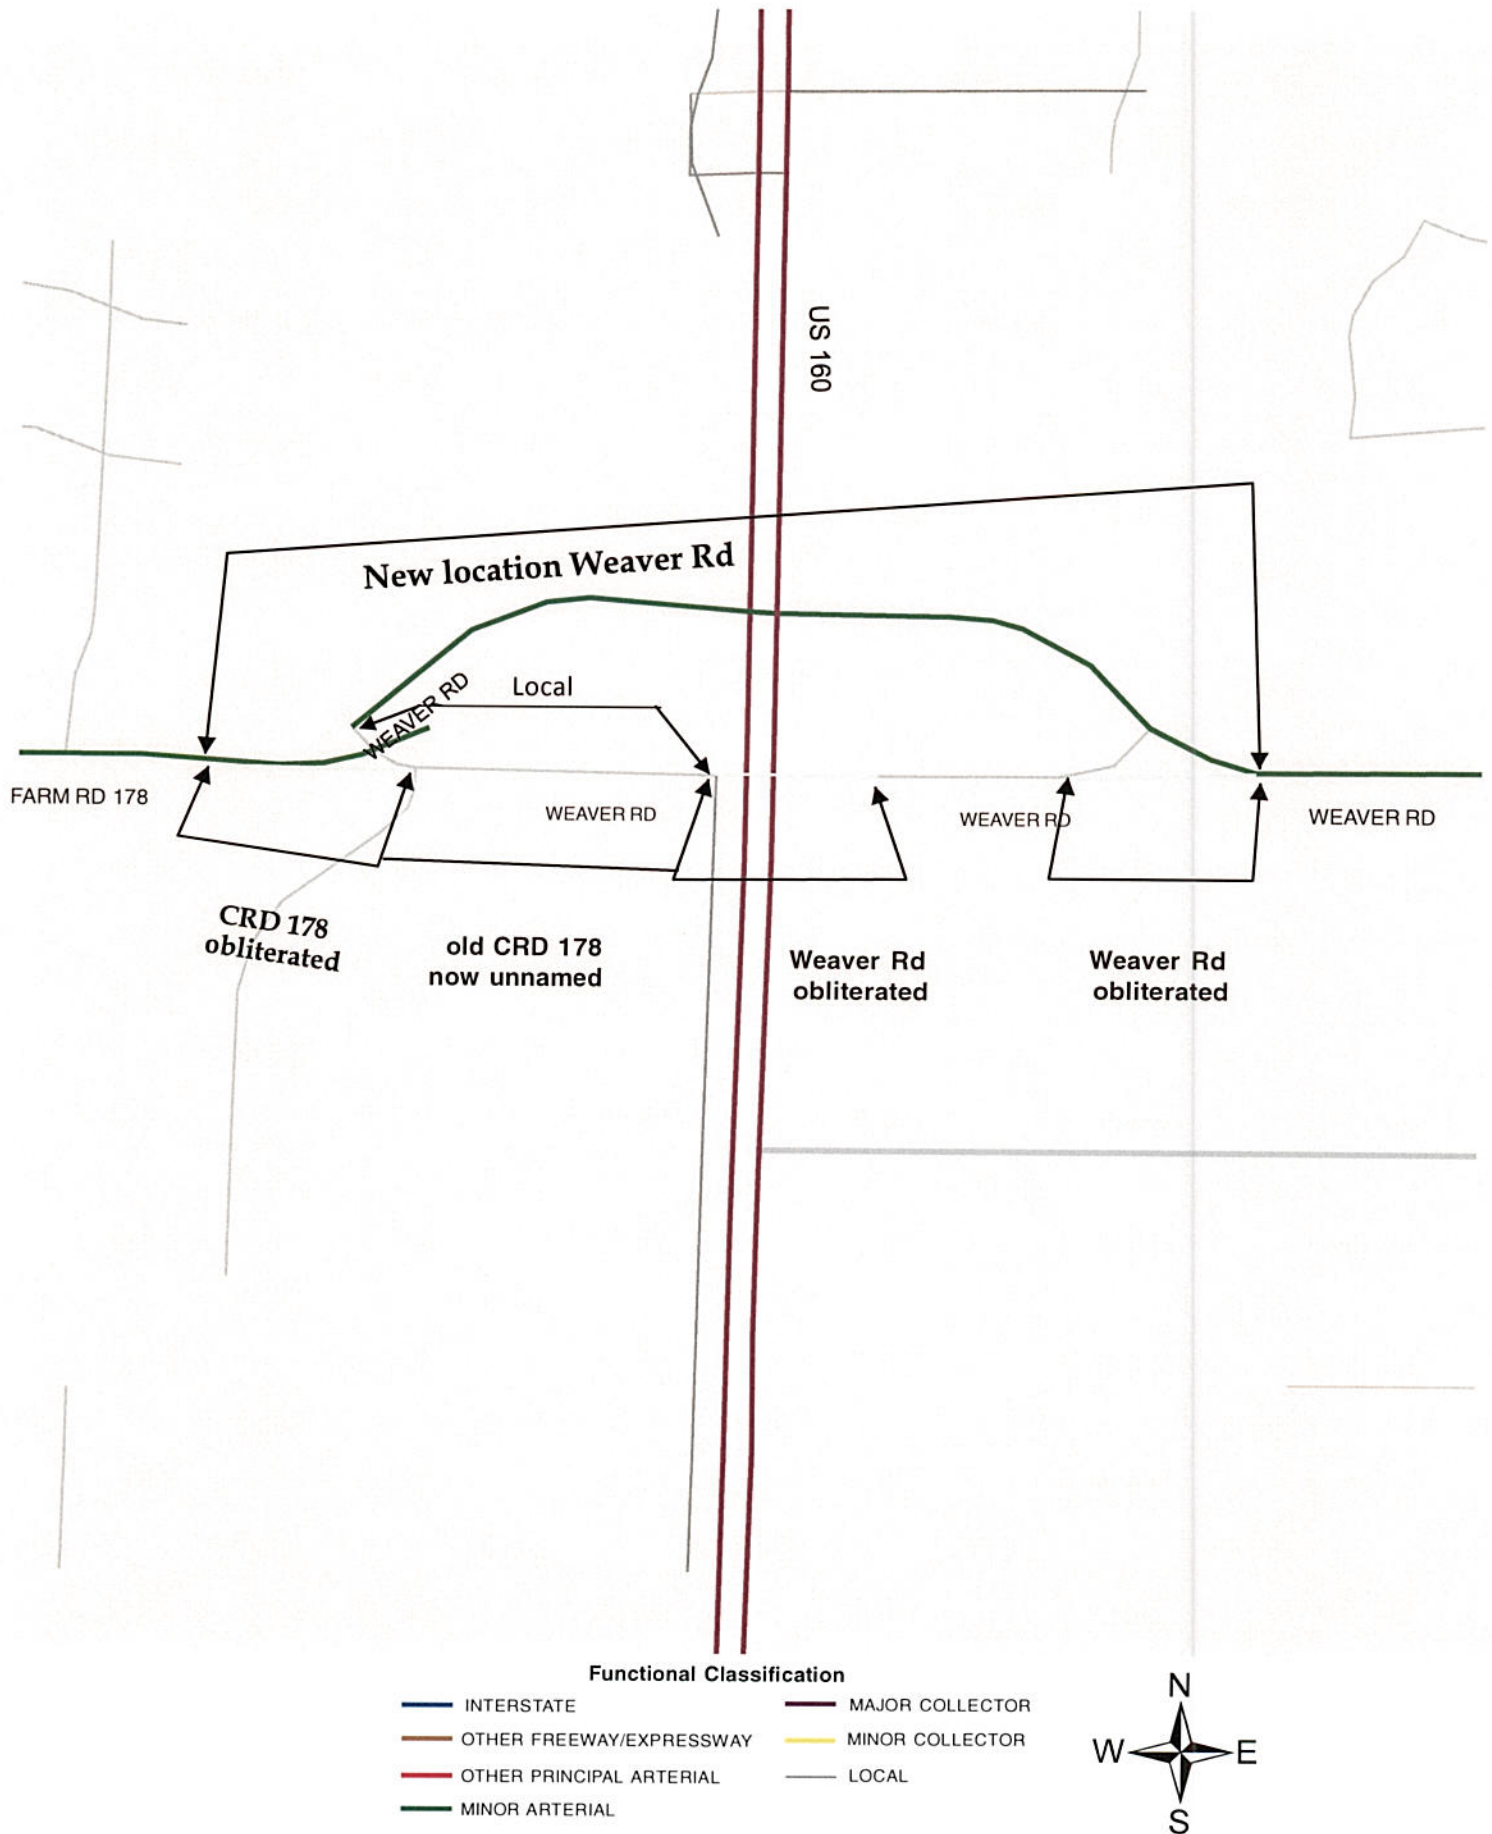 US 160
New location Weaver Rd
WEAVER RD
Local
WEAVER RD
FARM RD 178
WEAVER RD
WEAVER RD
WEAVER RD
CRD 178
obliterated
old CRD 178
now unnamed
Weaver Rd
obliterated
Weaver Rd
obliterated
Functional Classification
INTERSTATE
OTHER FREEWAY/EXPRESSWAY
OTHER PRINCIPAL ARTERIAL
MINOR ARTERIAL
MAJOR COLLECTOR
MINOR COLLECTOR
LOCAL
N
W
E
S